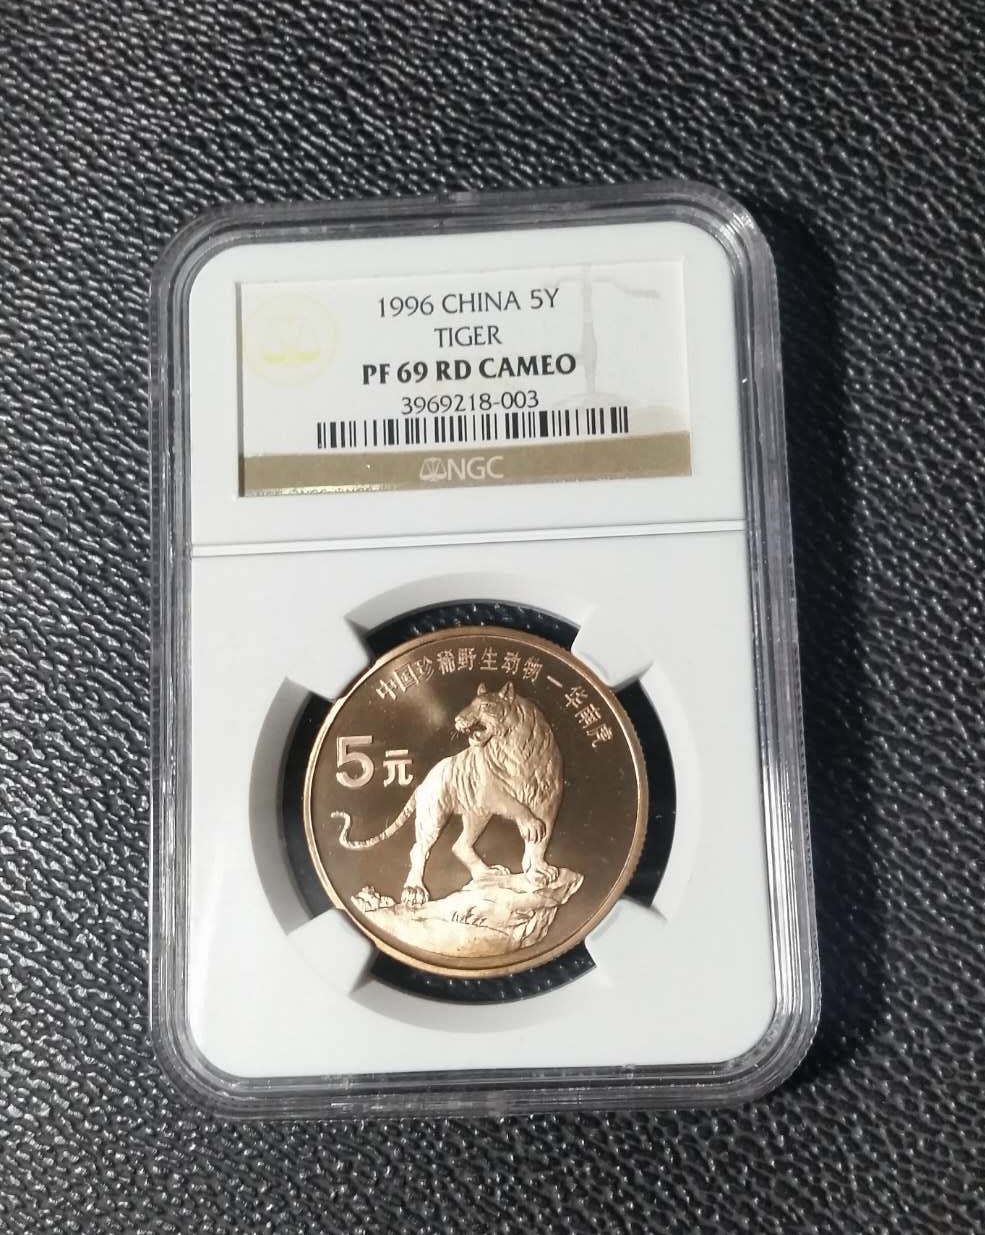 1996 CHINA 5Y
TIGER
PF 69 RD CAMEO
3969218-003
NGC
中国珍稀野生动物—华南虎
5元